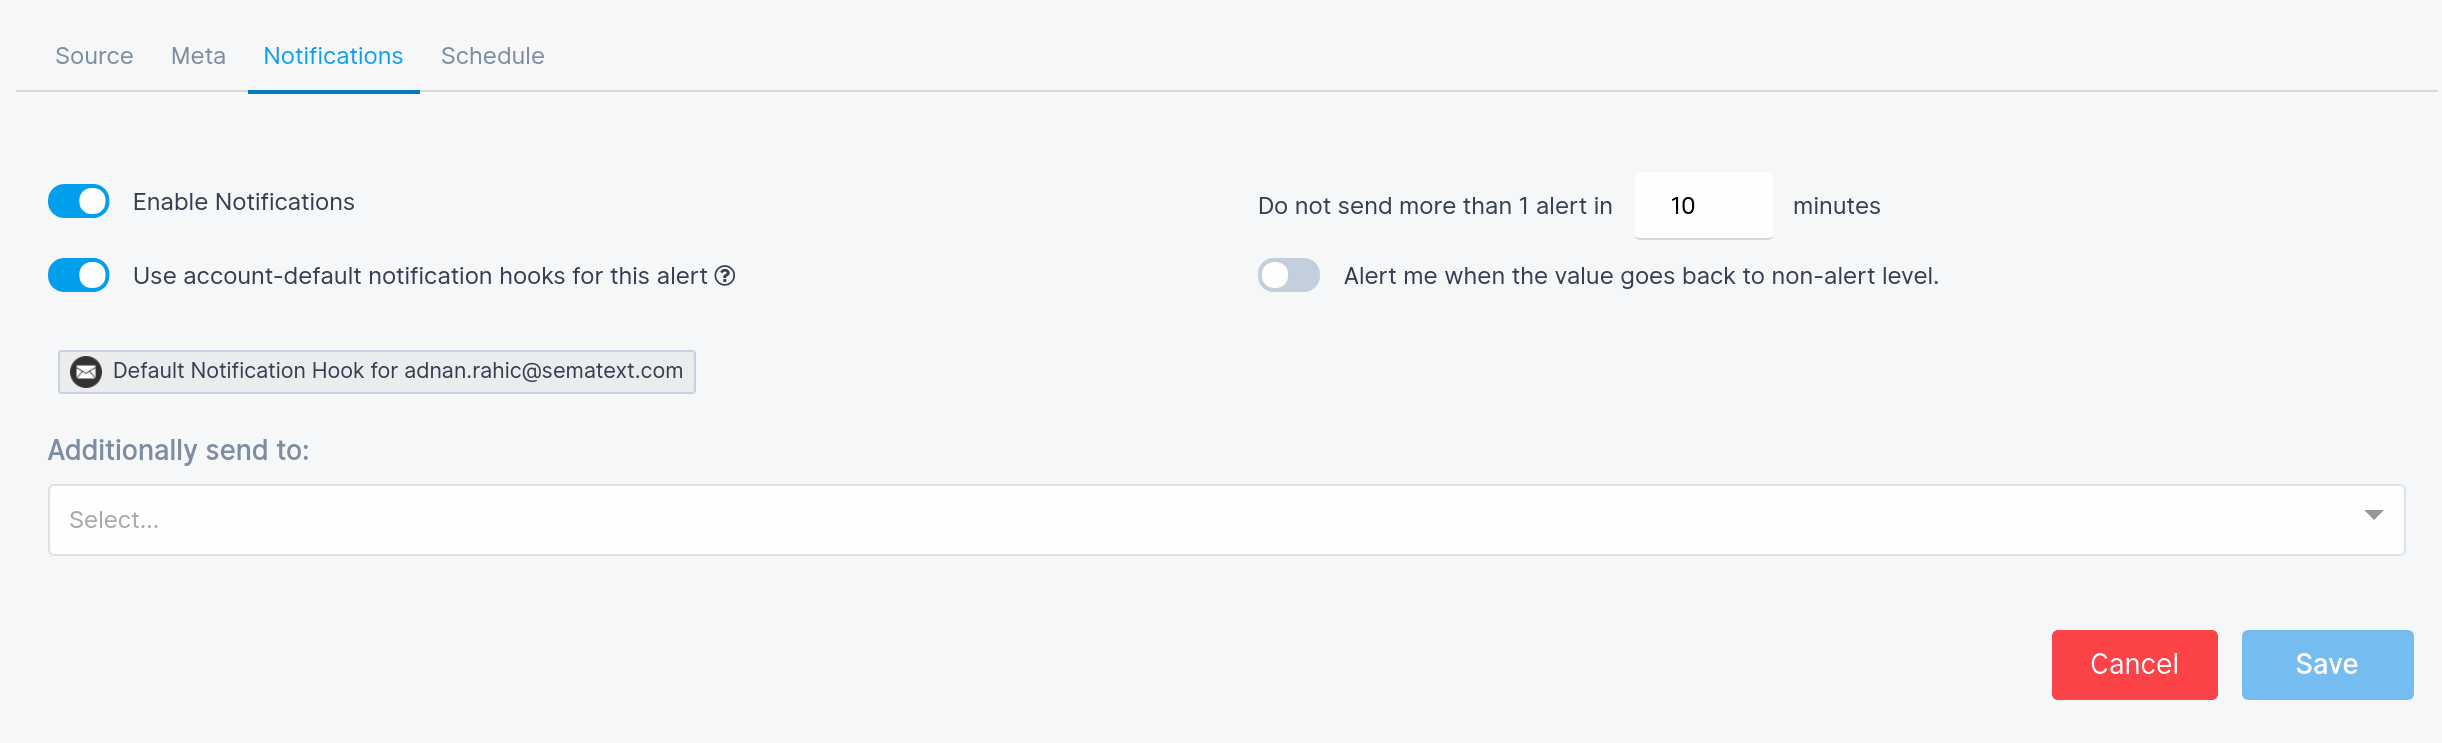 Source Meta Notifications Schedule
Enable Notifications
Do not send more than 1 alert in 10 minutes
Use account-default notification hooks for this alert ?
Alert me when the value goes back to non-alert level.
Default Notification Hook for adnan.rahic@sematext.com
Additionally send to:
Select...
Cancel Save